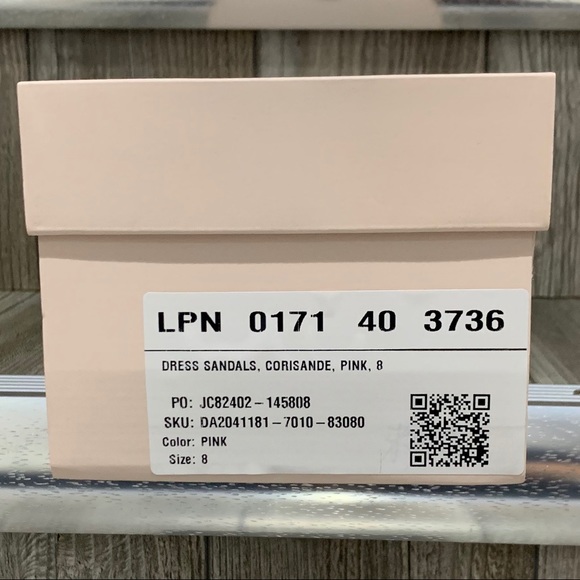 LPN 0171 40 3736
DRESS SANDALS, CORISANDE, PINK, 8
PO: JC82402-145808
SKU: DA2041181-7010-83080
Color: PINK
Size: 8